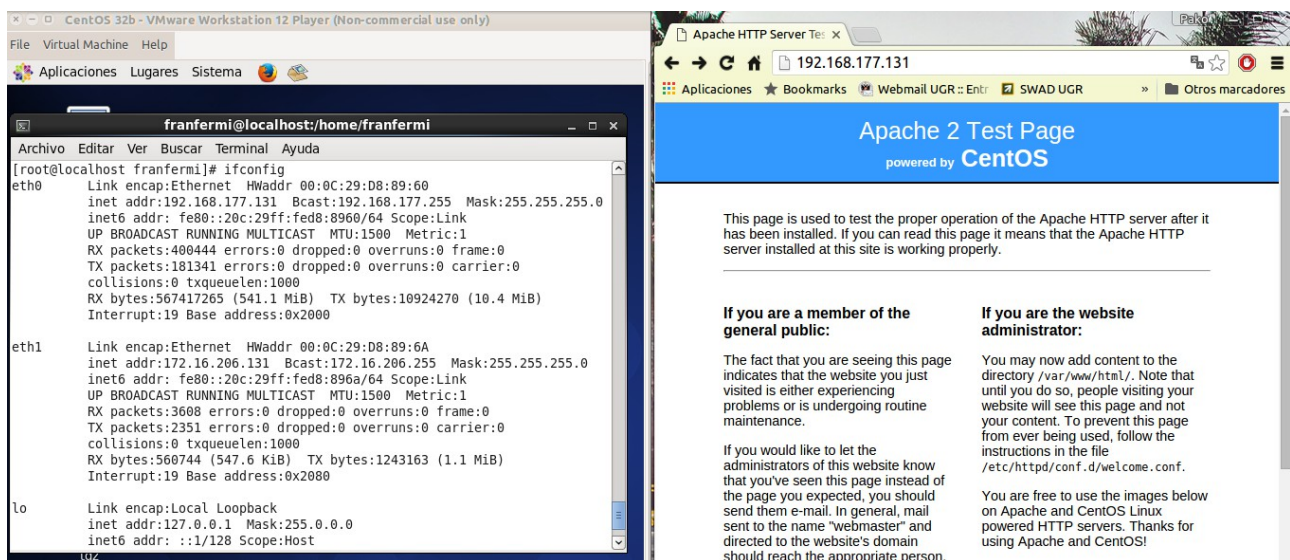 CentOS 32b - VMware Workstation 12 Player (Non-commercial use only)
File Virtual Machine Help
Aplicaciones Lugares Sistema
franfermi@localhost:/home/franfermi
Archivo Editar Ver Buscar Terminal Ayuda
[root@localhost franfermi]# ifconfig
eth0 Link encap:Ethernet HWaddr 00:0C:29:D8:89:60
inet addr:192.168.177.131 Bcast:192.168.177.255 Mask:255.255.255.0
inet6 addr: fe80::20c:29ff:fed8:8960/64 Scope:Link
UP BROADCAST RUNNING MULTICAST MTU:1500 Metric:1
RX packets:400444 errors:0 dropped:0 overruns:0 frame:0
TX packets:181341 errors:0 dropped:0 overruns:0 carrier:0
collisions:0 txqueuelen:1000
RX bytes:567417265 (541.1 MiB) TX bytes:10924270 (10.4 MiB)
Interrupt:19 Base address:0x2000
eth1 Link encap:Ethernet HWaddr 00:0C:29:D8:89:6A
inet addr:172.16.206.131 Bcast:172.16.206.255 Mask:255.255.255.0
inet6 addr: fe80::20c:29ff:fed8:896a/64 Scope:Link
UP BROADCAST RUNNING MULTICAST MTU:1500 Metric:1
RX packets:3608 errors:0 dropped:0 overruns:0 frame:0
TX packets:2351 errors:0 dropped:0 overruns:0 carrier:0
collisions:0 txqueuelen:1000
RX bytes:560744 (547.6 KiB) TX bytes:1243163 (1.1 MiB)
Interrupt:19 Base address:0x2080
lo Link encap:Local Loopback
inet addr:127.0.0.1 Mask:255.0.0.0
inet6 addr: ::1/128 Scope:Host
Apache HTTP Server Tes
192.168.177.131
Aplicaciones Bookmarks Webmail UGR :: Entr SWAD UGR » Otros marcadores
Apache 2 Test Page
powered by CentOS
This page is used to test the proper operation of the Apache HTTP server after it
has been installed. If you can read this page it means that the Apache HTTP
server installed at this site is working properly.
If you are a member of the
general public:
The fact that you are seeing this page
indicates that the website you just
visited is either experiencing
problems or is undergoing routine
maintenance.
If you would like to let the
administrators of this website know
that you've seen this page instead of
the page you expected, you should
send them e-mail. In general, mail
sent to the name "webmaster" and
directed to the website's domain
should reach the appropriate person.
If you are the website
administrator:
You may now add content to the
directory /var/www/html/. Note that
until you do so, people visiting your
website will see this page and not
your content. To prevent this page
from ever being used, follow the
instructions in the file
/etc/httpd/conf.d/welcome.conf.
You are free to use the images below
on Apache and CentOS Linux
powered HTTP servers. Thanks for
using Apache and CentOS!